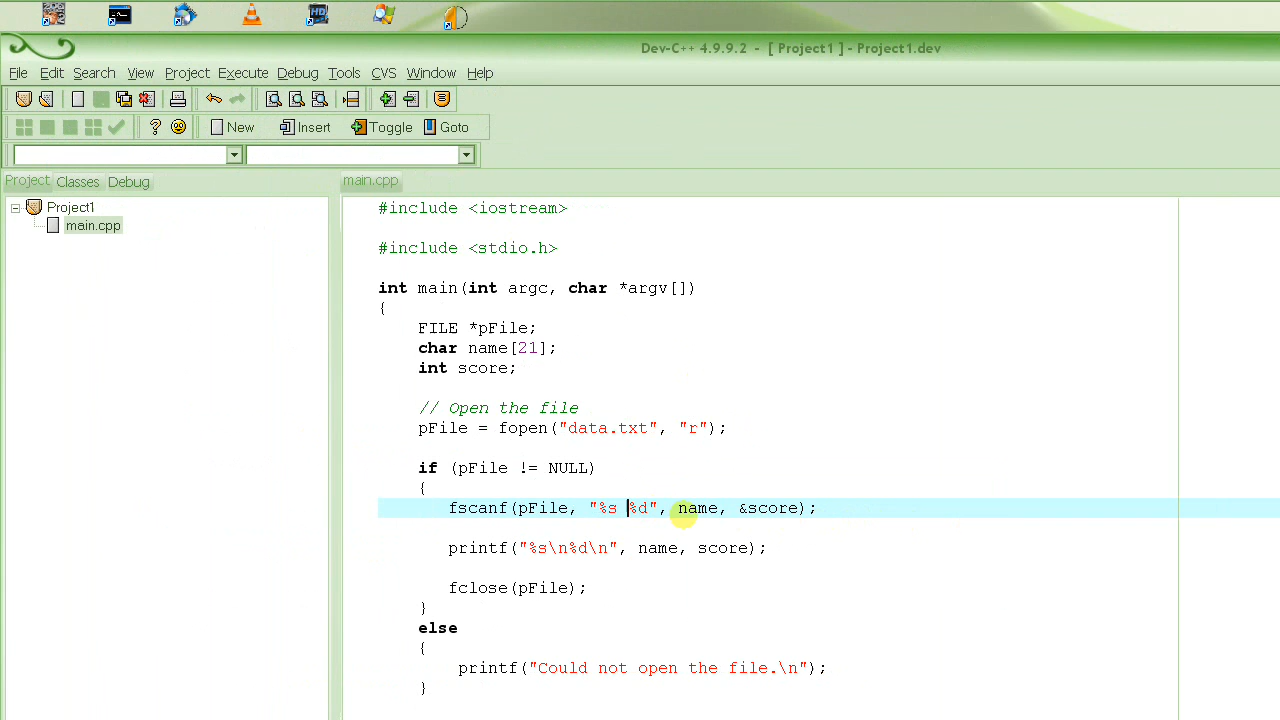 HD
Dev-C++ 4.9.9.2 - [ Project1 ] - Project1.dev
File Edit Search View Project Execute Debug Tools CVS Window Help
New Insert Toggle Goto
Project Classes Debug
main.cpp
Project1
main.cpp
#include <iostream>
#include <stdio.h>
int main(int argc, char *argv[])
{
FILE *pFile;
char name[21];
int score;
// Open the file
pFile = fopen("data.txt", "r");
if (pFile != NULL)
{
fscanf(pFile, "%s %d", name, &score);
printf("%s\n%d\n", name, score);
fclose(pFile);
}
else
{
printf("Could not open the file.\n");
}